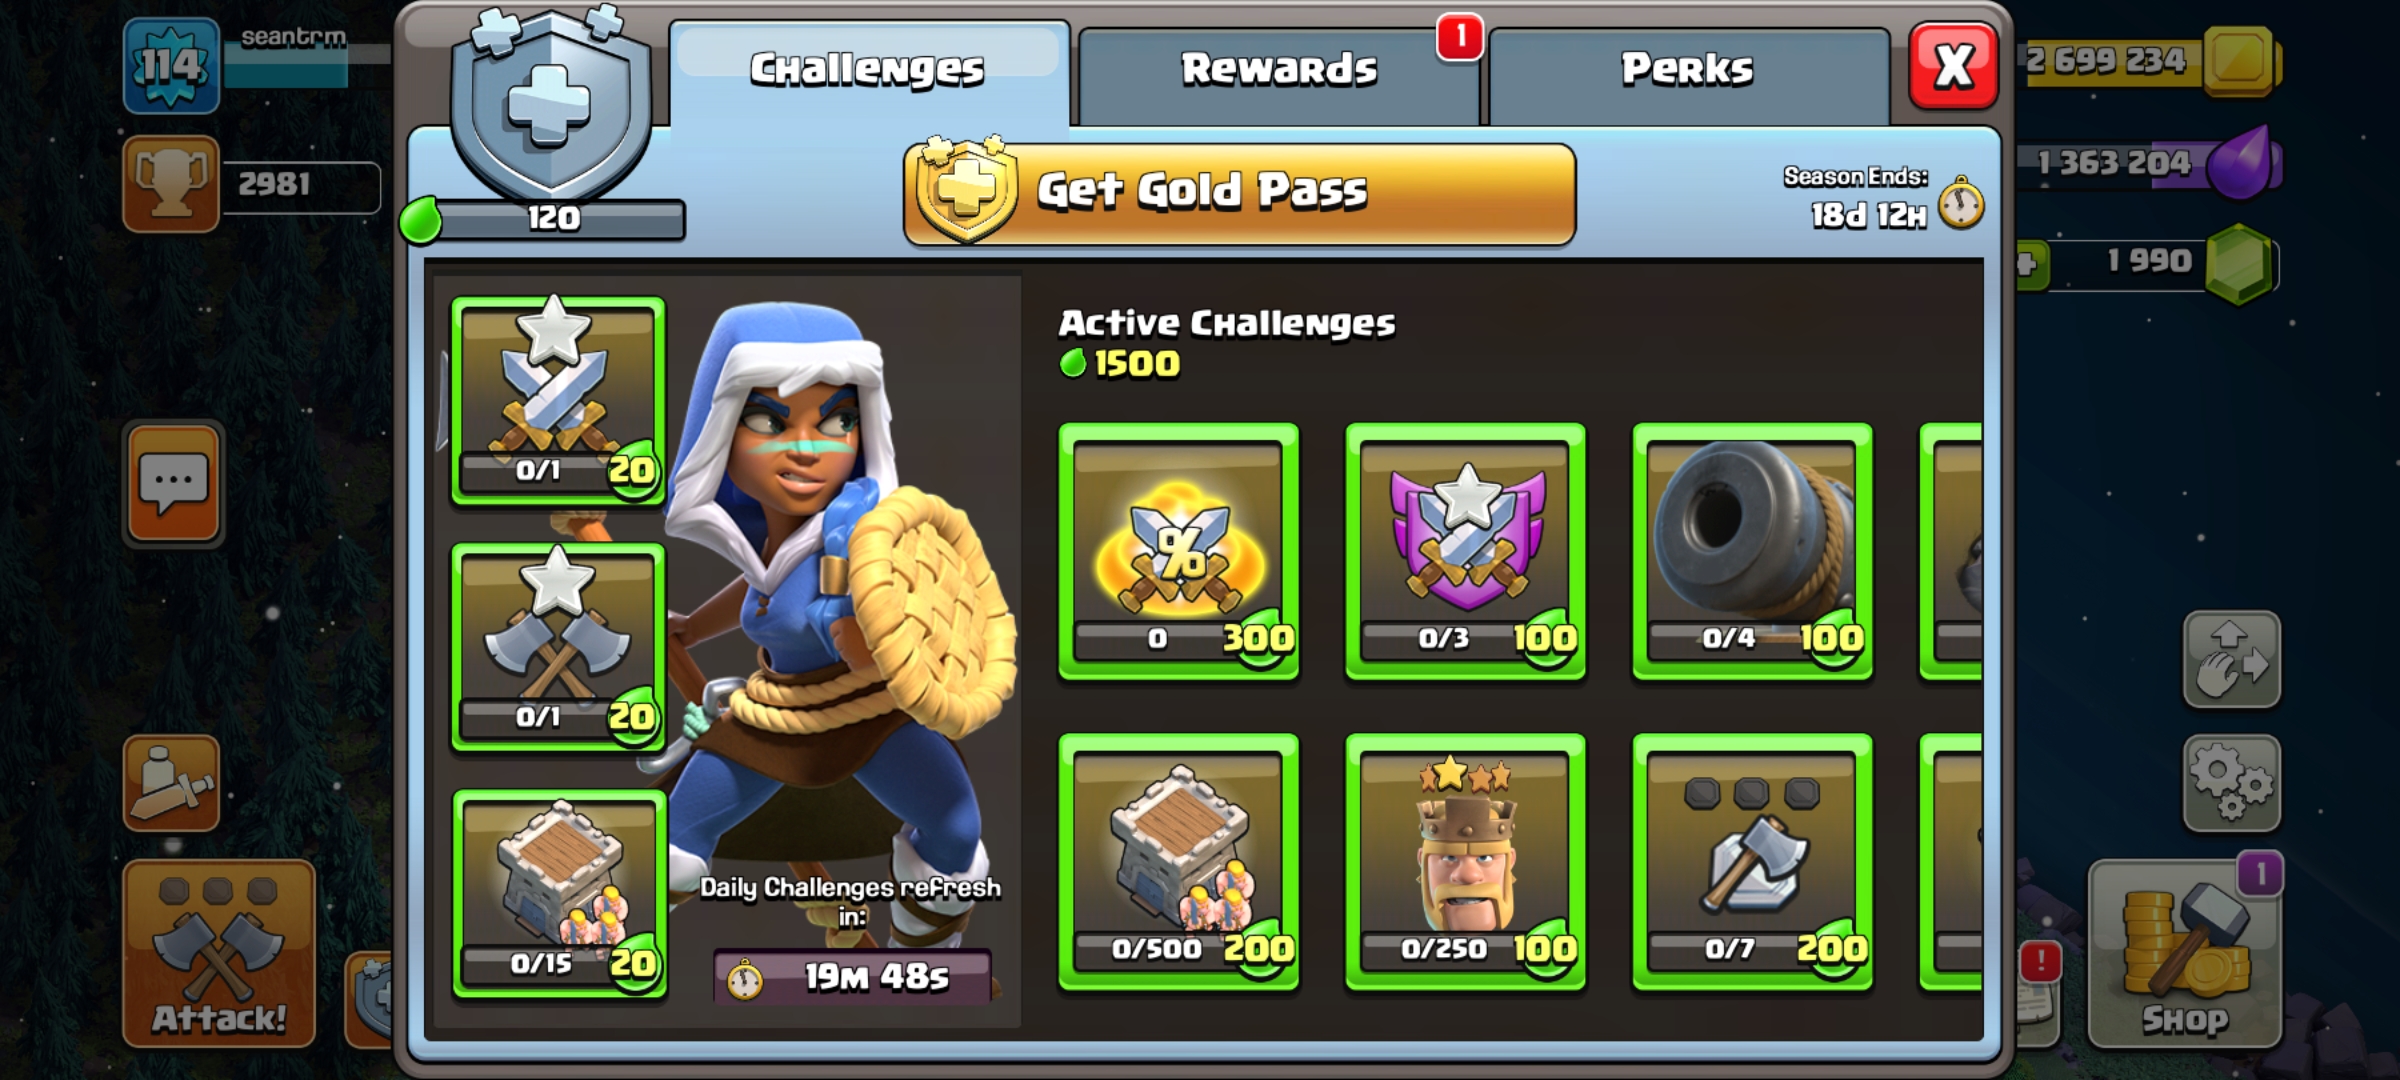 114
seantrm
2981
120
Challenges
Rewards
1
Perks
X
Get Gold Pass
Season Ends:
18d 12H
2 699 234
1 363 204
1 990
Active Challenges
1500
0/1
20
0/1
20
0/15
20
Daily Challenges refresh
in:
19M 48s
%
0
300
0/3
100
0/4
100
0/500
200
0/250
100
0/7
200
Attack!
!
1
Shop